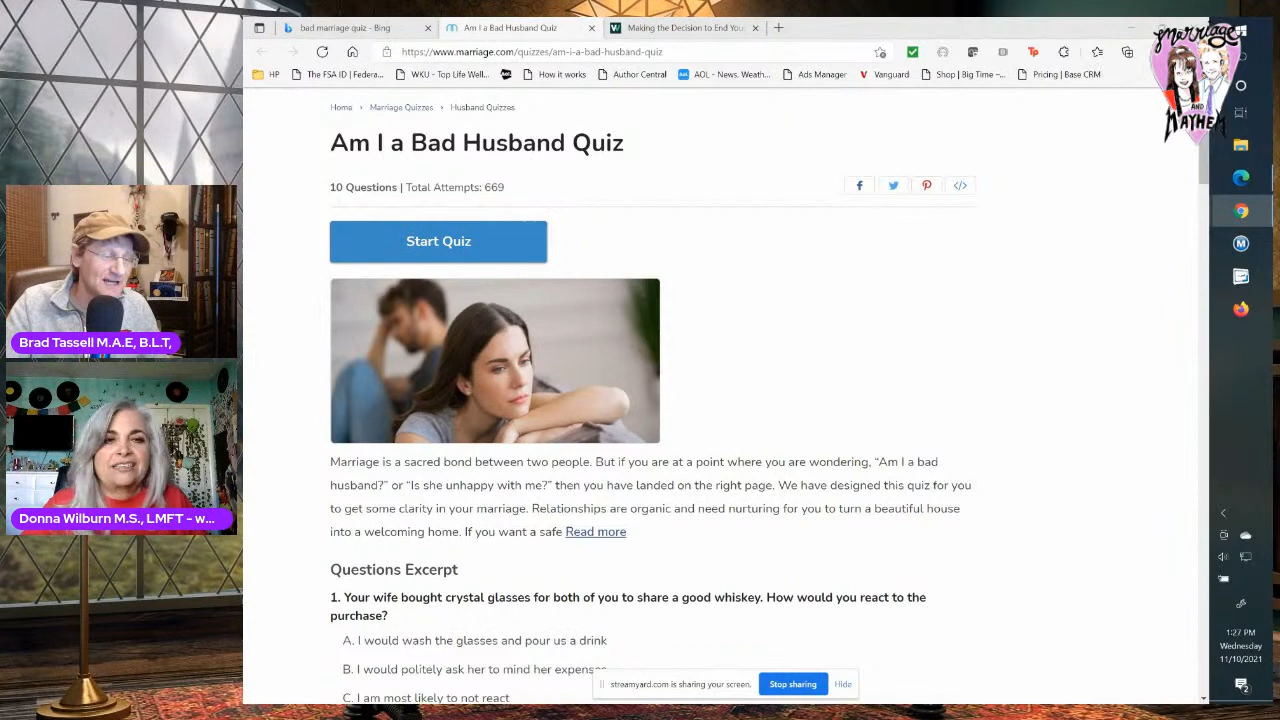 bad marriage quiz - Bing
Am I a Bad Husband Quiz
Making the Decision to End You
https://www.marriage.com/quizzes/am-i-a-bad-husband-quiz
HP
The FSA ID | Federa...
WKU - Top Life Well...
How it works
Author Central
AOL - News, Weath...
Ads Manager
Vanguard
Shop | Big Time –...
Pricing | Base CRM
MARRIAGE
AND
MAYHEM
Home › Marriage Quizzes › Husband Quizzes
Am I a Bad Husband Quiz
10 Questions | Total Attempts: 669
Start Quiz
Marriage is a sacred bond between two people. But if you are at a point where you are wondering, “Am I a bad
husband?” or “Is she unhappy with me?” then you have landed on the right page. We have designed this quiz for you
to get some clarity in your marriage. Relationships are organic and need nurturing for you to turn a beautiful house
into a welcoming home. If you want a safe Read more
Questions Excerpt
1. Your wife bought crystal glasses for both of you to share a good whiskey. How would you react to the
purchase?
A. I would wash the glasses and pour us a drink
B. I would politely ask her to mind her expenses
C. I am most likely to not react
streamyard.com is sharing your screen.
Stop sharing
Hide
Brad Tassell M.A.E, B.L.T,
Donna Wilburn M.S., LMFT - w...
1:27 PM
Wednesday
11/10/2021
2